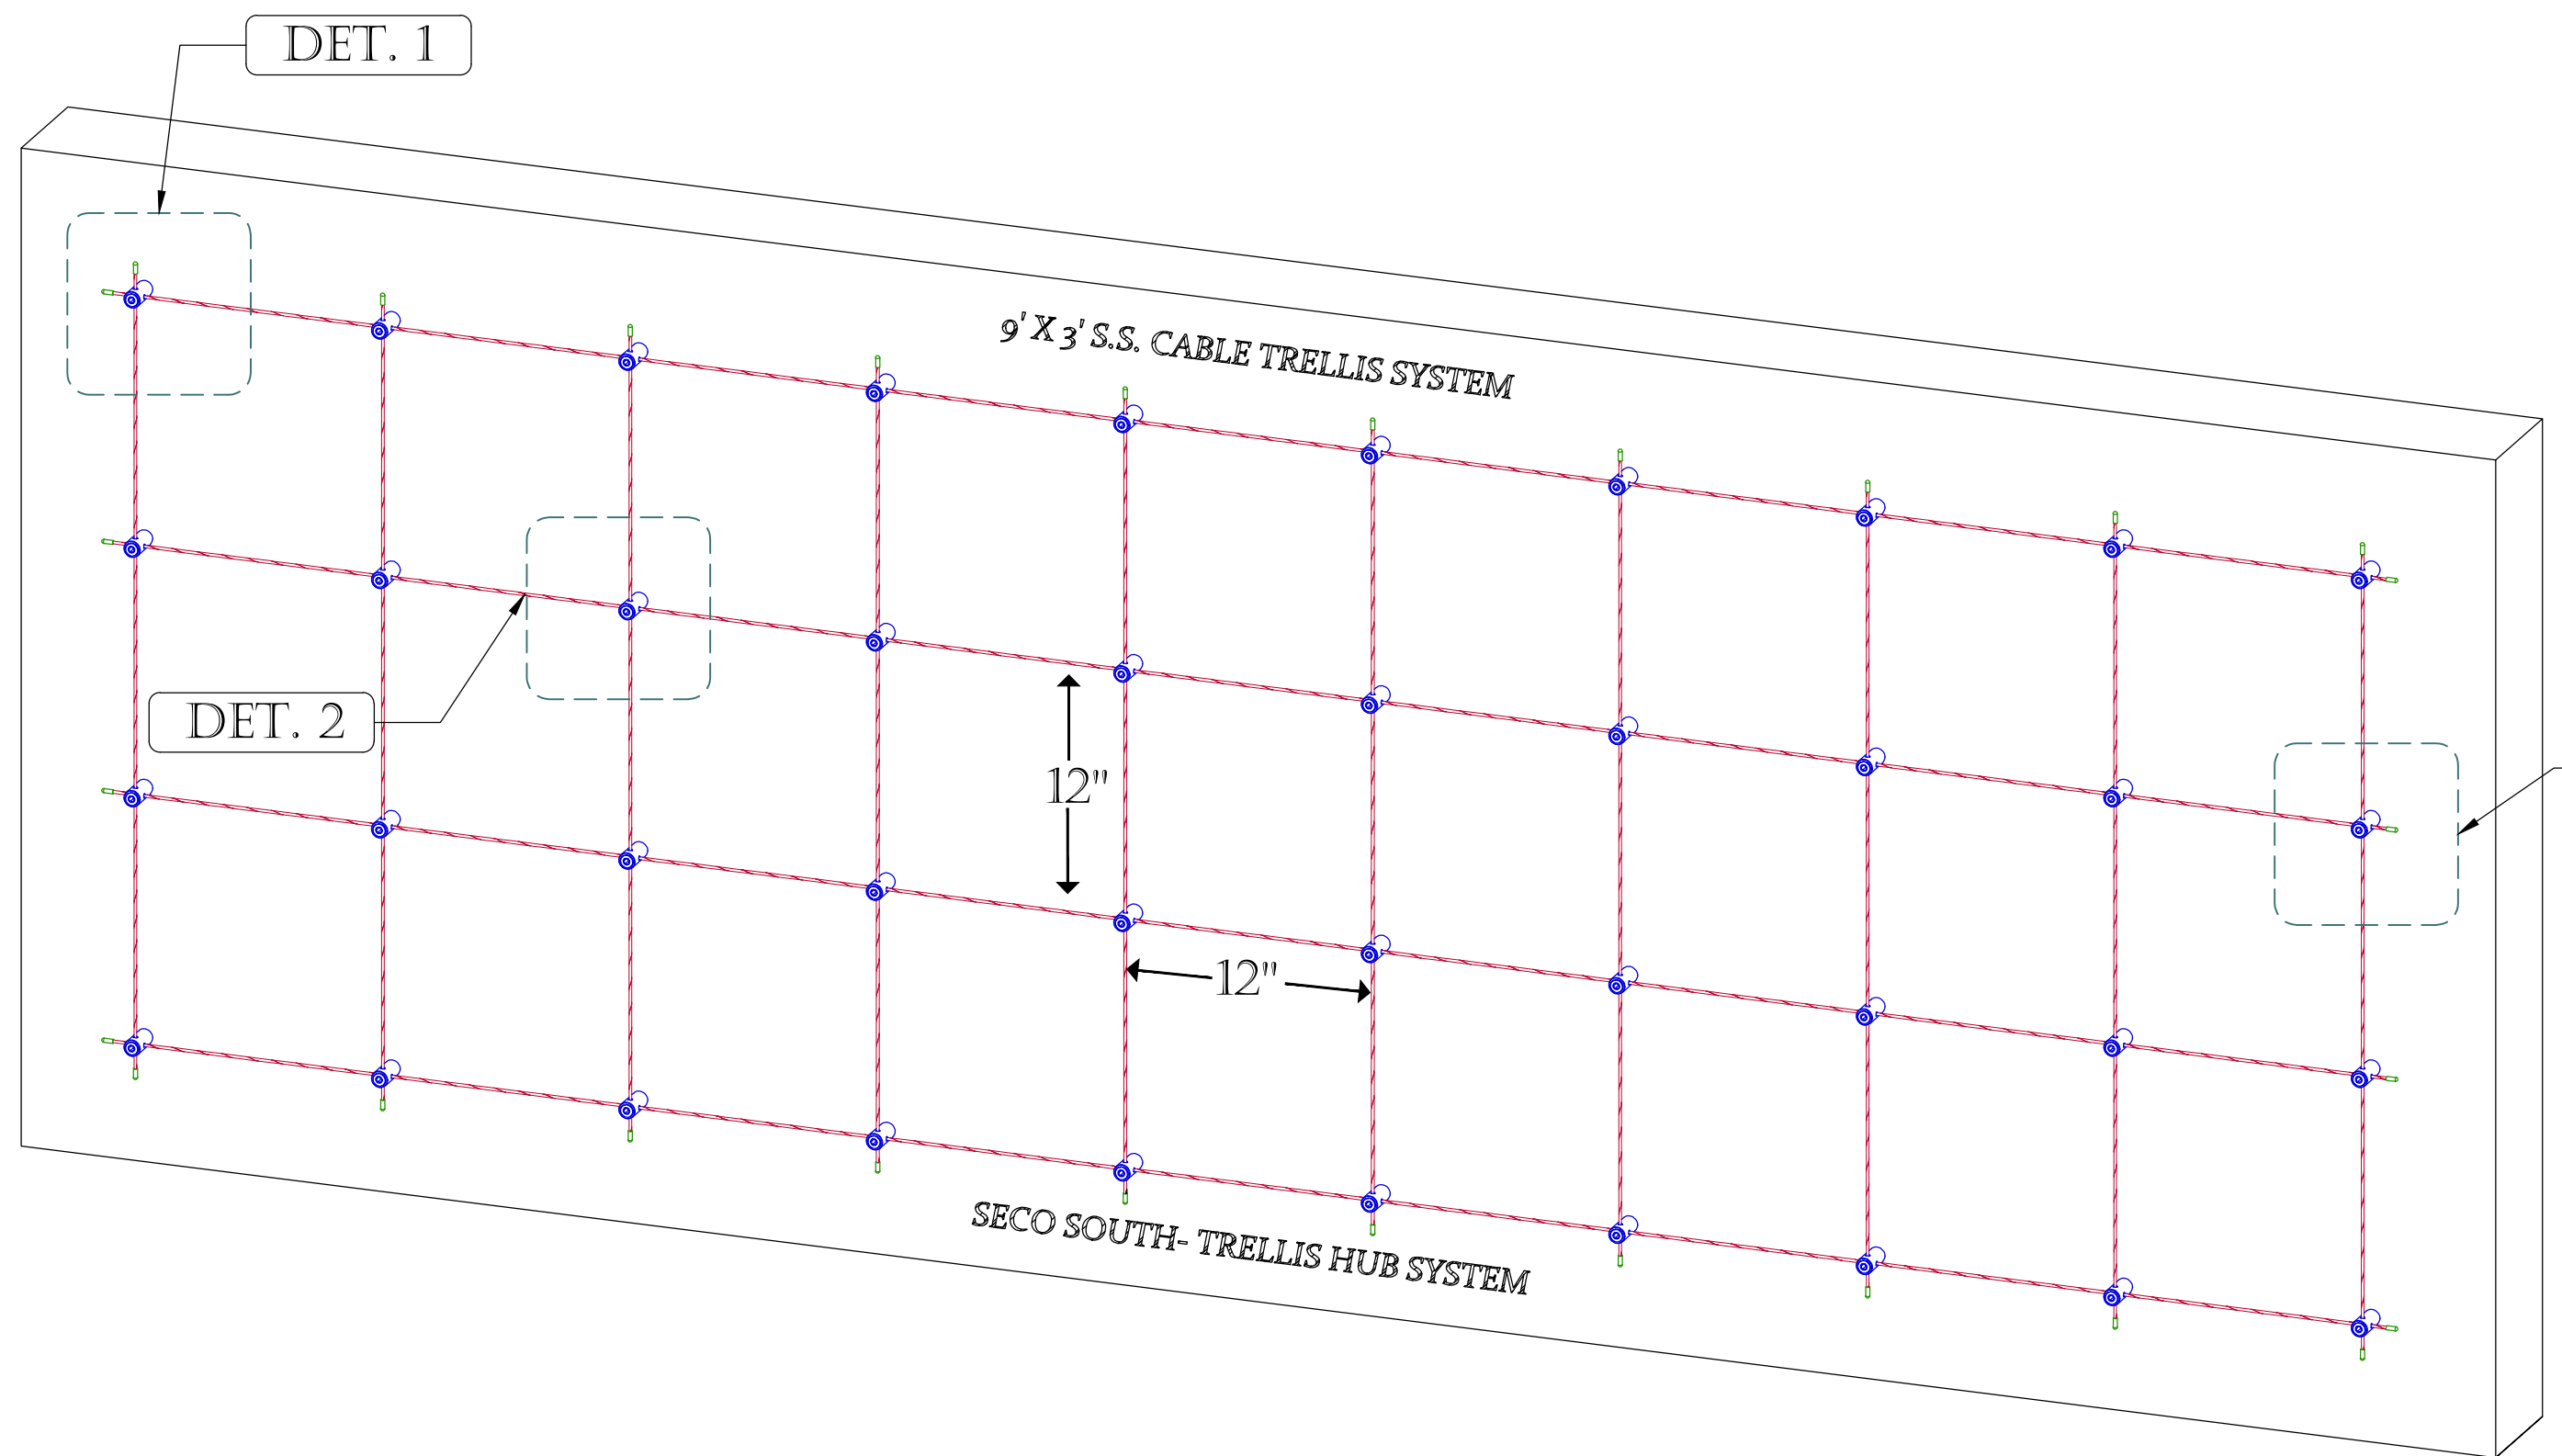 DET. 1
9' X 3' S.S. CABLE TRELLIS SYSTEM
DET. 2
12"
12"
SECO SOUTH- TRELLIS HUB SYSTEM